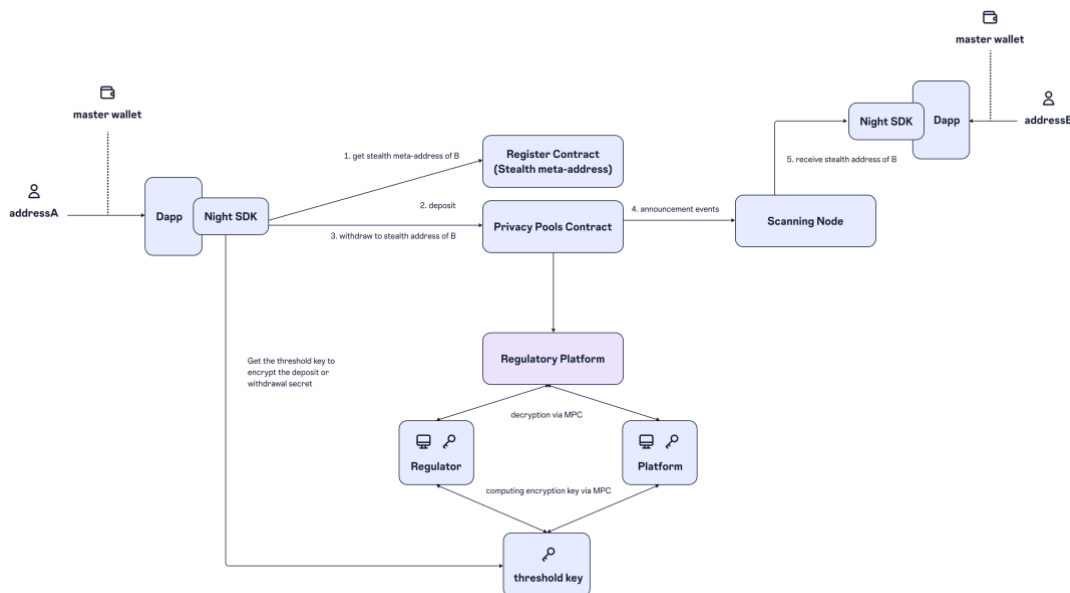 master wallet
master wallet
Night SDK
Dapp
addressB
1. get stealth meta-address of B
Register Contract
(Stealth meta-address)
5. receive stealth address of B
addressA
Dapp
Night SDK
2. deposit
3. withdraw to stealth address of B
Privacy Pools Contract
4. announcement events
Scanning Node
Get the threshold key to
encrypt the deposit or
withdrawal secret
Regulatory Platform
decryption via MPC
Regulator
Platform
computing encryption key via MPC
threshold key